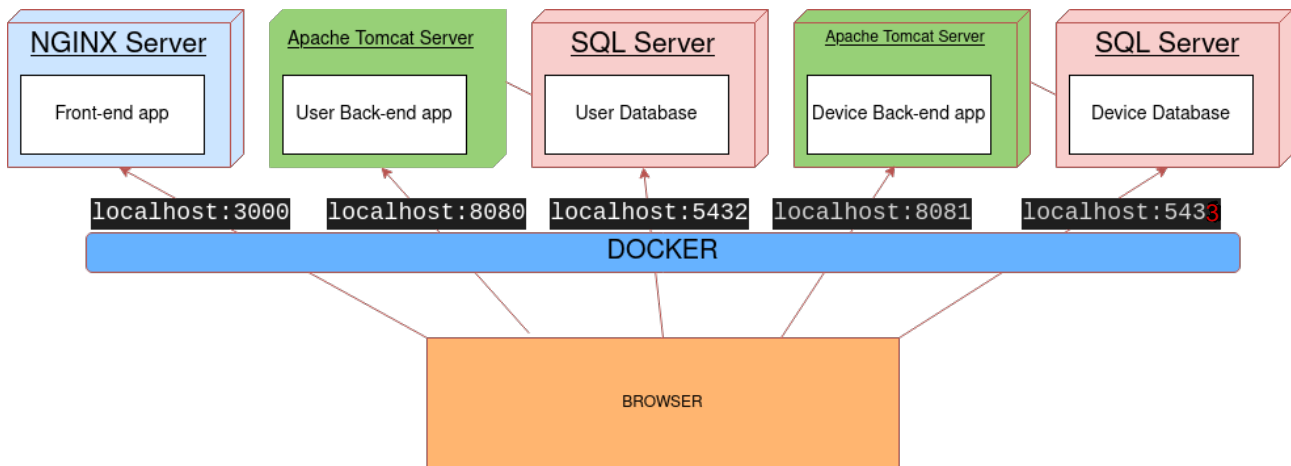 NGINX Server
Front-end app
Apache Tomcat Server
User Back-end app
SQL Server
User Database
Apache Tomcat Server
Device Back-end app
SQL Server
Device Database
localhost:3000
localhost:8080
localhost:5432
localhost:8081
localhost:5433
DOCKER
BROWSER